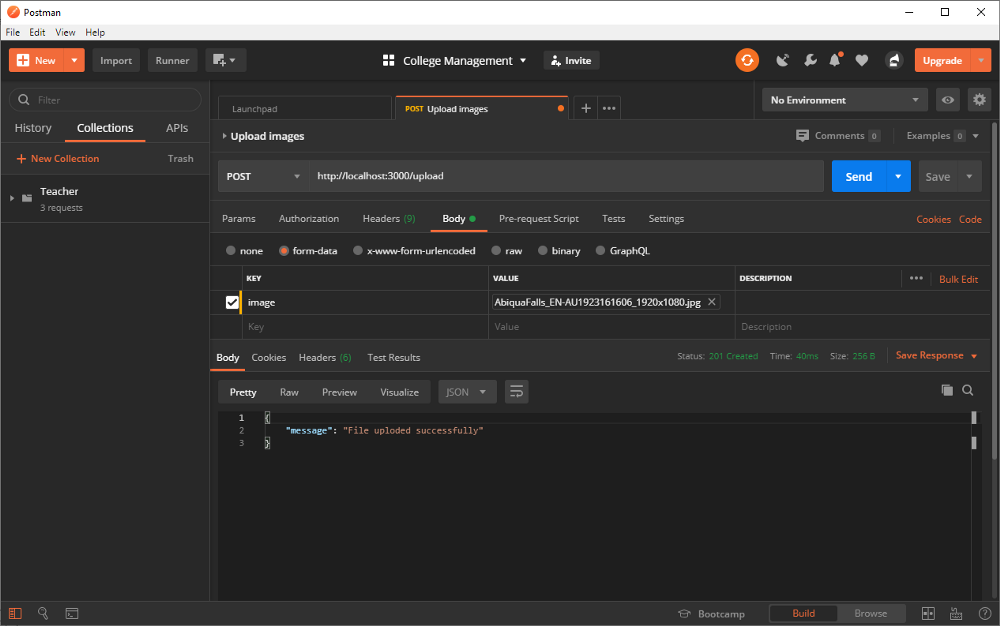 Postman
File Edit View Help
New Import Runner College Management Invite Upgrade
Filter
History Collections APIs
+ New Collection Trash
Teacher
3 requests
Launchpad POST Upload images + ••• No Environment
Upload images Comments 0 Examples 0
POST http://localhost:3000/upload Send Save
Params Authorization Headers (9) Body Pre-request Script Tests Settings Cookies Code
none form-data x-www-form-urlencoded raw binary GraphQL
KEY VALUE DESCRIPTION ••• Bulk Edit
image AbiquaFalls_EN-AU1923161606_1920x1080.jpg
Key Value Description
Body Cookies Headers (6) Test Results Status: 201 Created Time: 40ms Size: 256 B Save Response
Pretty Raw Preview Visualize JSON
1 {
2 "message": "File uploded successfully"
3 }
Bootcamp Build Browse